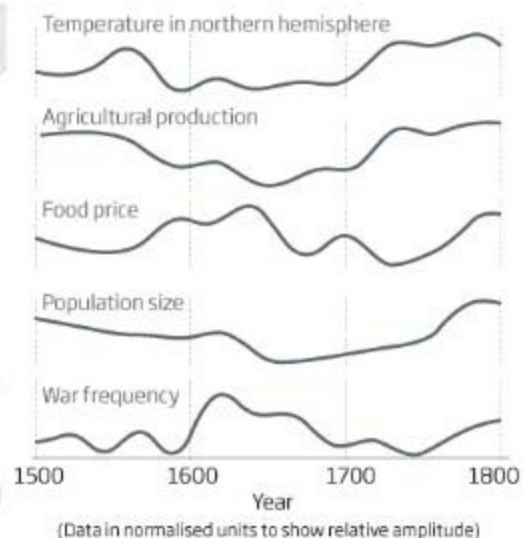 Temperature in northern hemisphere
Agricultural production
Food price
Population size
War frequency
1500 1600 1700 1800
Year
(Data in normalised units to show relative amplitude)